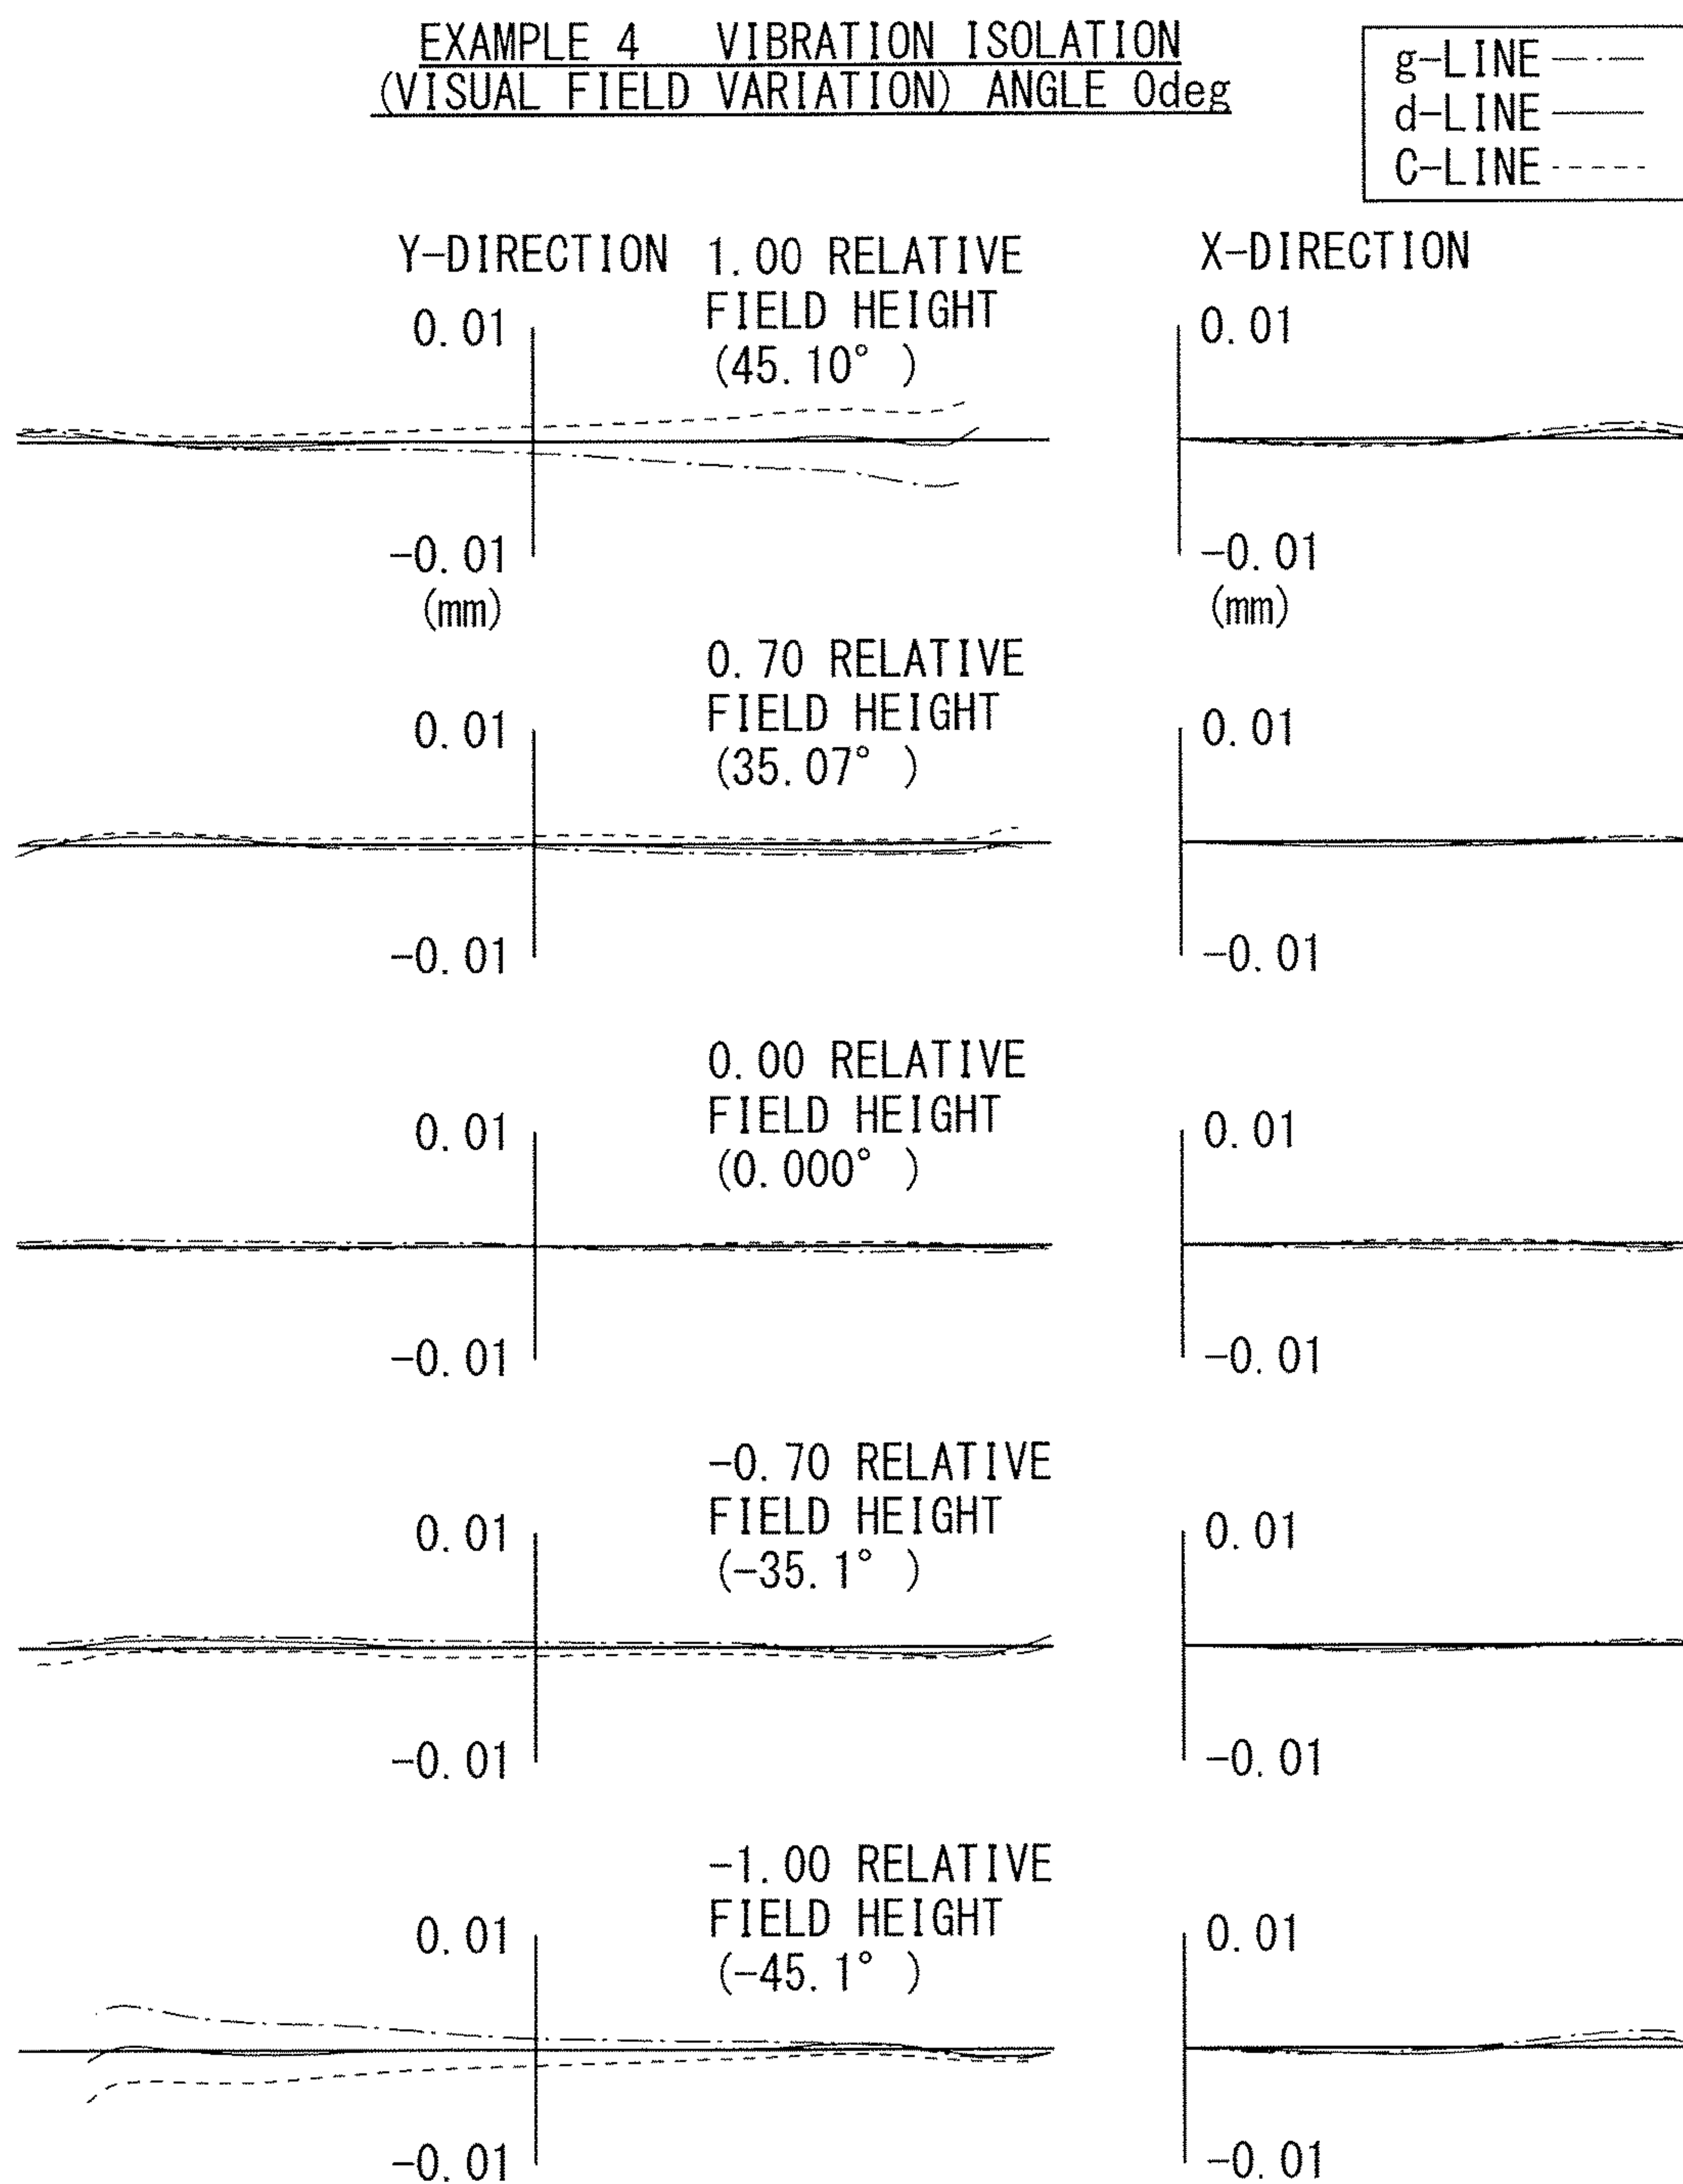 EXAMPLE 4 VIBRATION ISOLATION
(VISUAL FIELD VARIATION) ANGLE 0deg
g-LINE
d-LINE
C-LINE
Y-DIRECTION
1.00 RELATIVE
FIELD HEIGHT
(45.10°)
X-DIRECTION
0.01
0.01
-0.01
-0.01
(mm)
(mm)
0.70 RELATIVE
FIELD HEIGHT
(35.07°)
0.01
0.01
-0.01
-0.01
0.00 RELATIVE
FIELD HEIGHT
(0.000°)
0.01
0.01
-0.01
-0.01
-0.70 RELATIVE
FIELD HEIGHT
(-35.1°)
0.01
0.01
-0.01
-0.01
-1.00 RELATIVE
FIELD HEIGHT
(-45.1°)
0.01
0.01
-0.01
-0.01